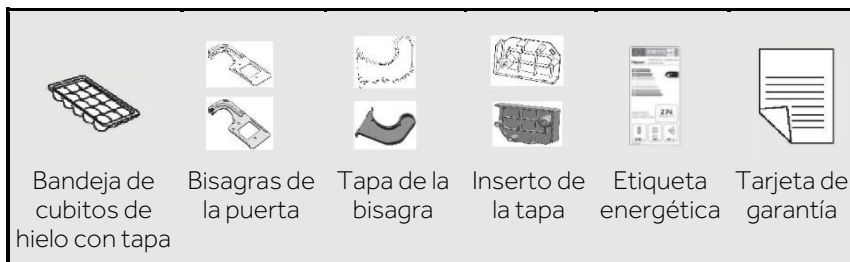 Bandeja de
cubitos de
hielo con tapa
Bisagras de
la puerta
Tapa de la
bisagra
Inserto de
la tapa
Etiqueta
energética
Tarjeta de
garantía